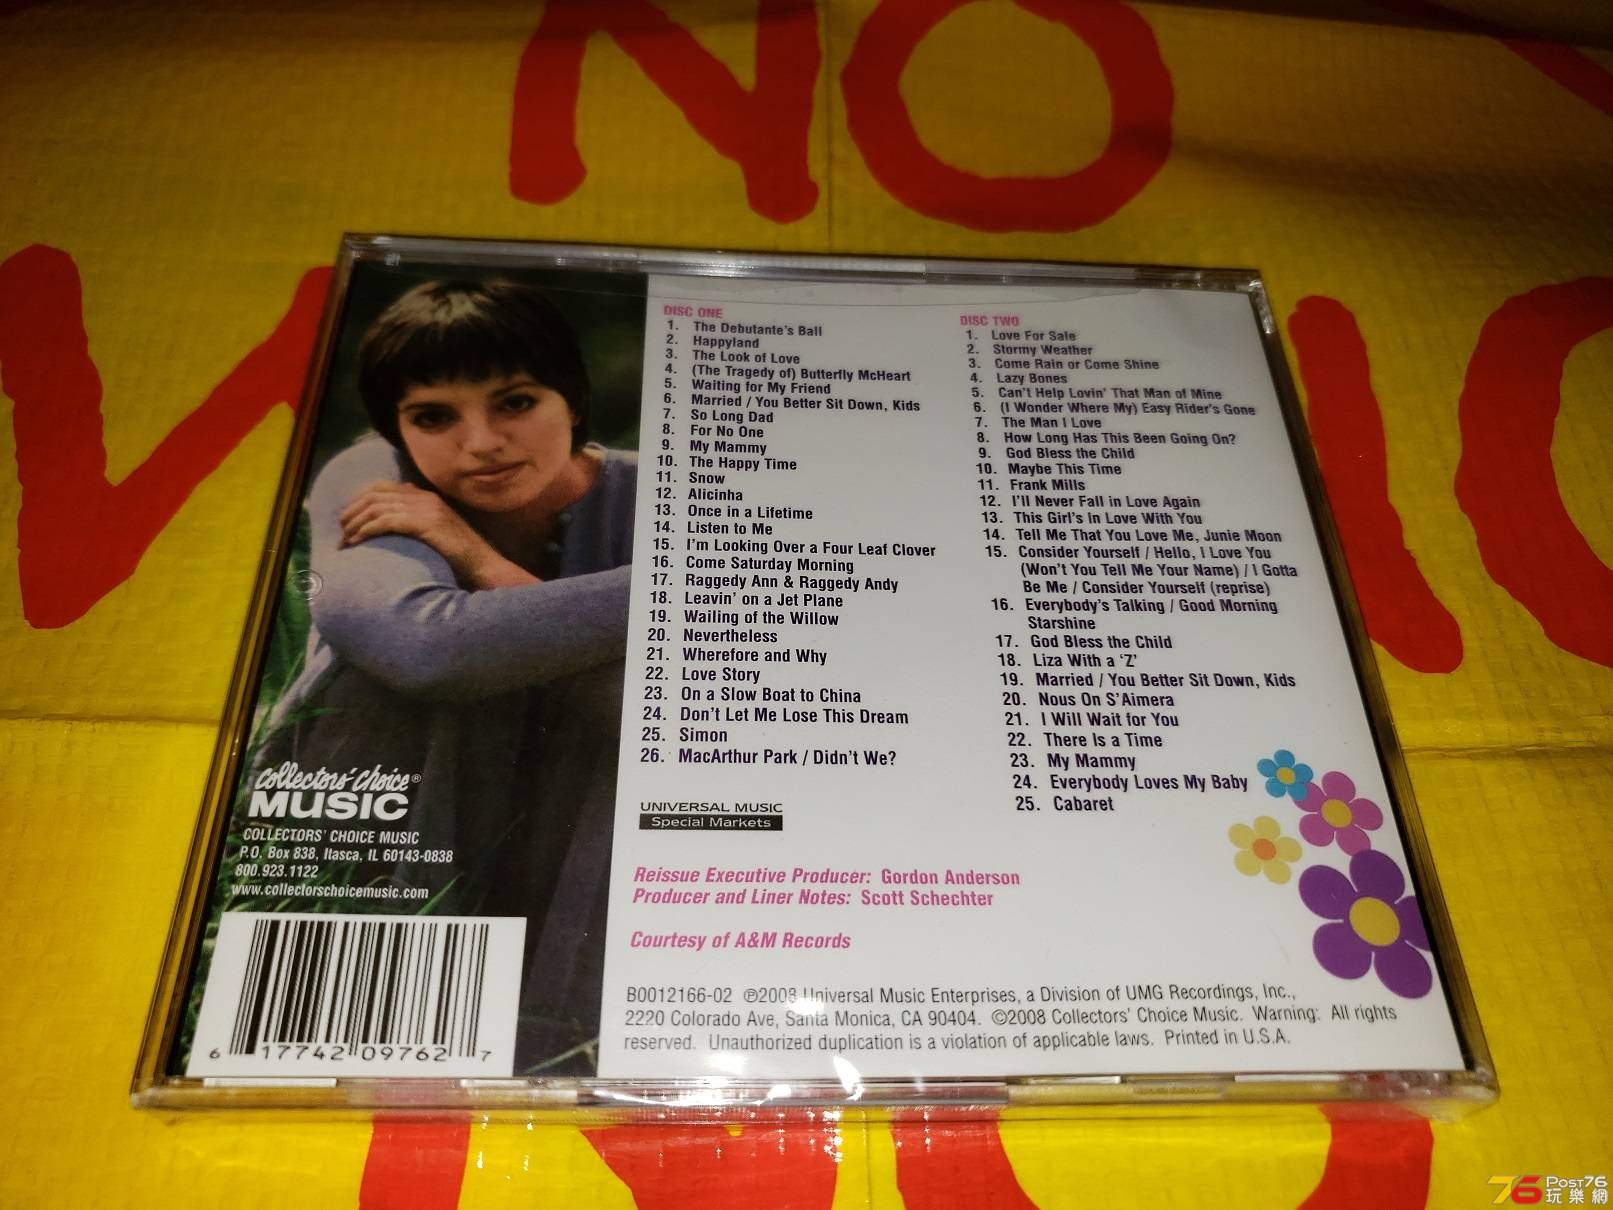 NO
DISC ONE
1. The Debutante's Ball
2. Happyland
3. The Look of Love
4. (The Tragedy of) Butterfly McHeart
5. Waiting for My Friend
6. Married / You Better Sit Down, Kids
7. So Long Dad
8. For No One
9. My Mammy
10. The Happy Time
11. Snow
12. Alicinha
13. Once in a Lifetime
14. Listen to Me
15. I'm Looking Over a Four Leaf Clover
16. Come Saturday Morning
17. Raggedy Ann & Raggedy Andy
18. Leavin' on a Jet Plane
19. Wailing of the Willow
20. Nevertheless
21. Wherefore and Why
22. Love Story
23. On a Slow Boat to China
24. Don't Let Me Lose This Dream
25. Simon
26. MacArthur Park / Didn't We?
DISC TWO
1. Love For Sale
2. Stormy Weather
3. Come Rain or Come Shine
4. Lazy Bones
5. Can't Help Lovin' That Man of Mine
6. (I Wonder Where My) Easy Rider's Gone
7. The Man I Love
8. How Long Has This Been Going On?
9. God Bless the Child
10. Maybe This Time
11. Frank Mills
12. I'll Never Fall in Love Again
13. This Girl's In Love With You
14. Tell Me That You Love Me, Junie Moon
15. Consider Yourself / Hello, I Love You
(Won't You Tell Me Your Name) / I Gotta
Be Me / Consider Yourself (reprise)
16. Everybody's Talking / Good Morning
Starshine
17. God Bless the Child
18. Liza With a 'Z'
19. Married / You Better Sit Down, Kids
20. Nous On S'Aimera
21. I Will Wait for You
22. There Is a Time
23. My Mammy
24. Everybody Loves My Baby
25. Cabaret
Collectors' Choice®
MUSIC
COLLECTORS' CHOICE MUSIC
P.O. Box 838, Itasca, IL 60143-0838
800.923.1122
www.collectorschoicemusic.com
6 17742 09762 7
UNIVERSAL MUSIC
Special Markets
Reissue Executive Producer: Gordon Anderson
Producer and Liner Notes: Scott Schechter
Courtesy of A&M Records
B0012166-02 ℗2008 Universal Music Enterprises, a Division of UMG Recordings, Inc.,
2220 Colorado Ave, Santa Monica, CA 90404. ©2008 Collectors' Choice Music. Warning: All rights
reserved. Unauthorized duplication is a violation of applicable laws. Printed in U.S.A.
76 Post76
玩樂網